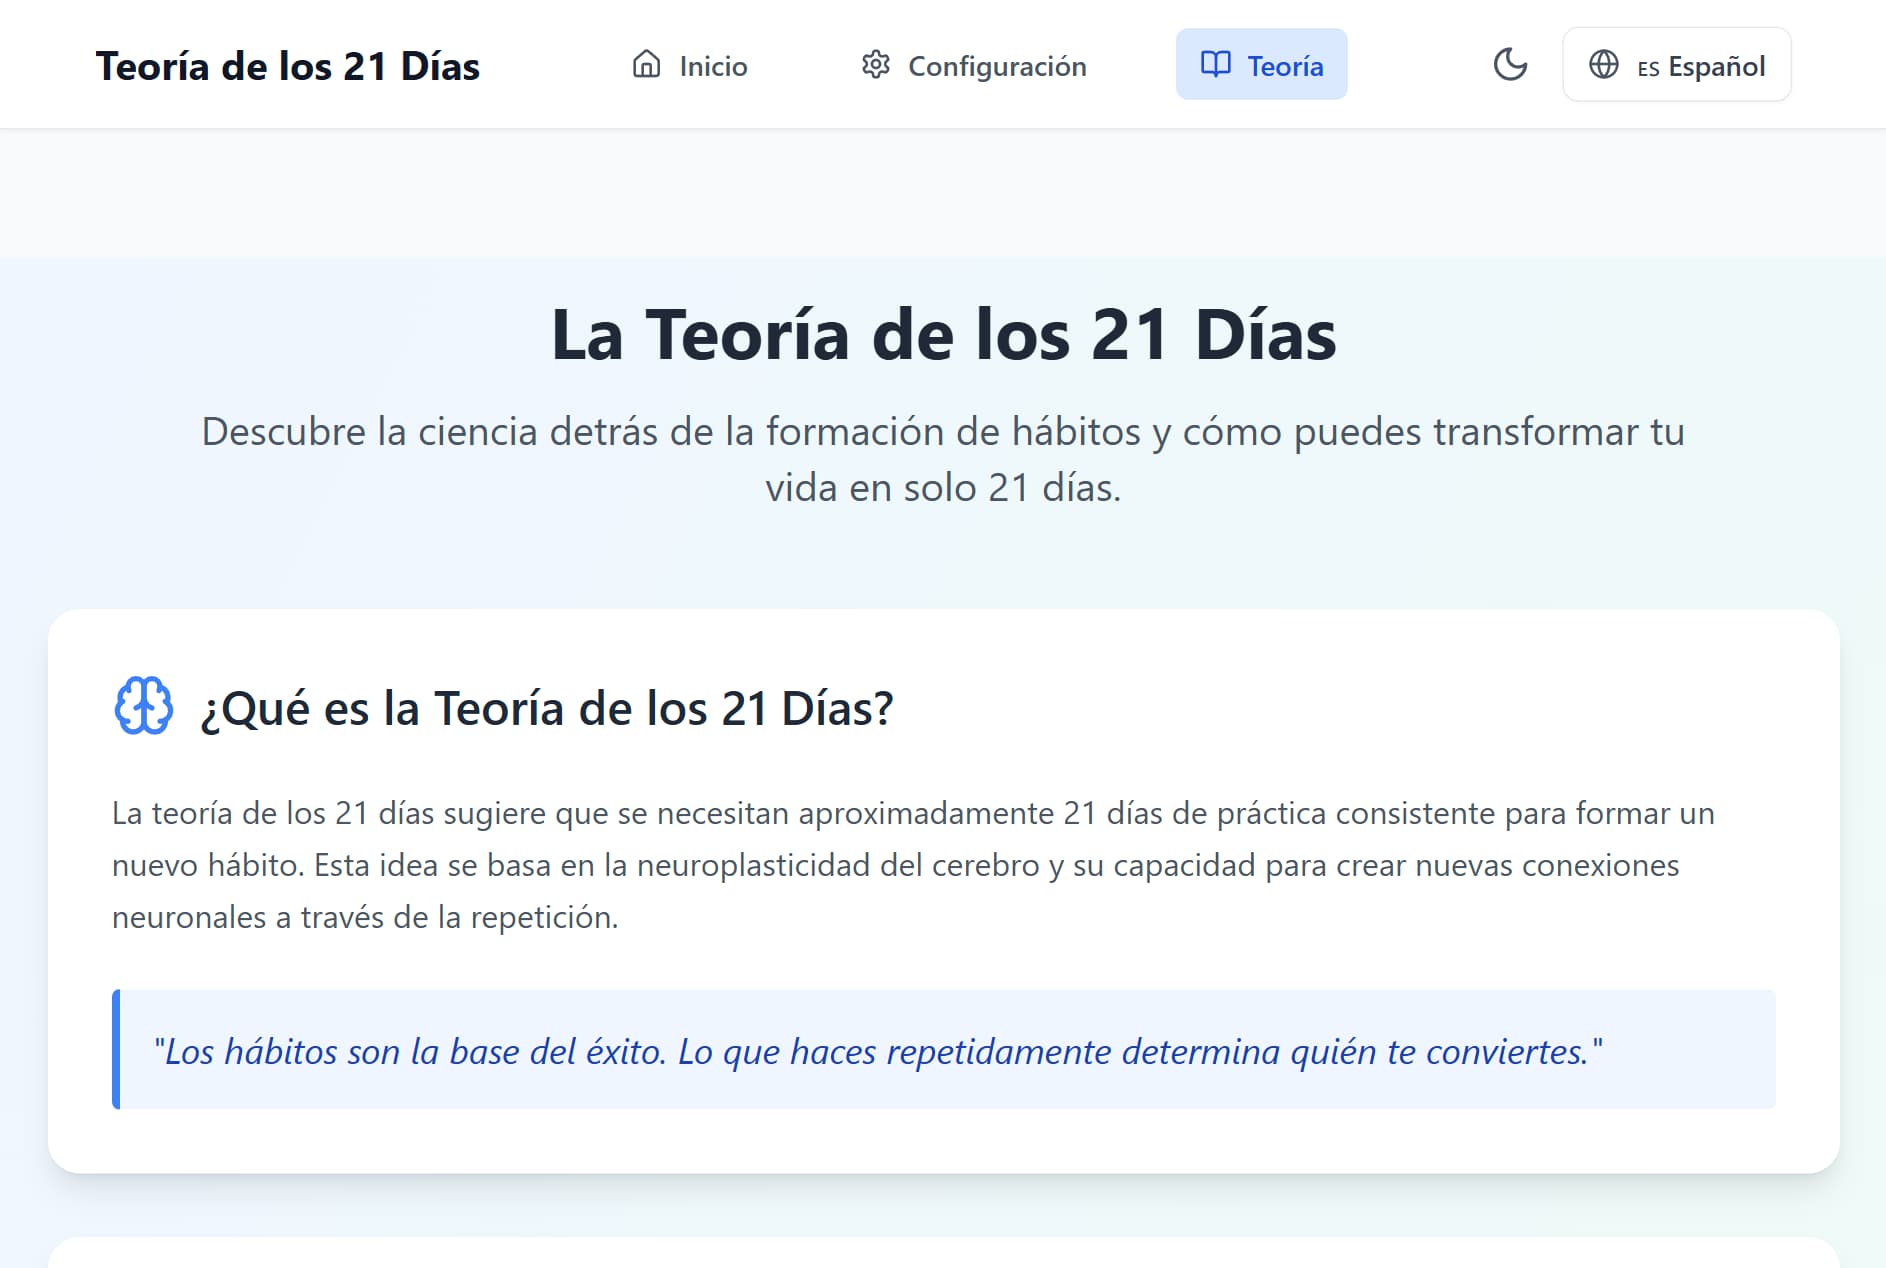 Teoría de los 21 Días
Inicio
Configuración
Teoría
ES Español
La Teoría de los 21 Días
Descubre la ciencia detrás de la formación de hábitos y cómo puedes transformar tu
vida en solo 21 días.
¿Qué es la Teoría de los 21 Días?
La teoría de los 21 días sugiere que se necesitan aproximadamente 21 días de práctica consistente para formar un
nuevo hábito. Esta idea se basa en la neuroplasticidad del cerebro y su capacidad para crear nuevas conexiones
neuronales a través de la repetición.
"Los hábitos son la base del éxito. Lo que haces repetidamente determina quién te conviertes."